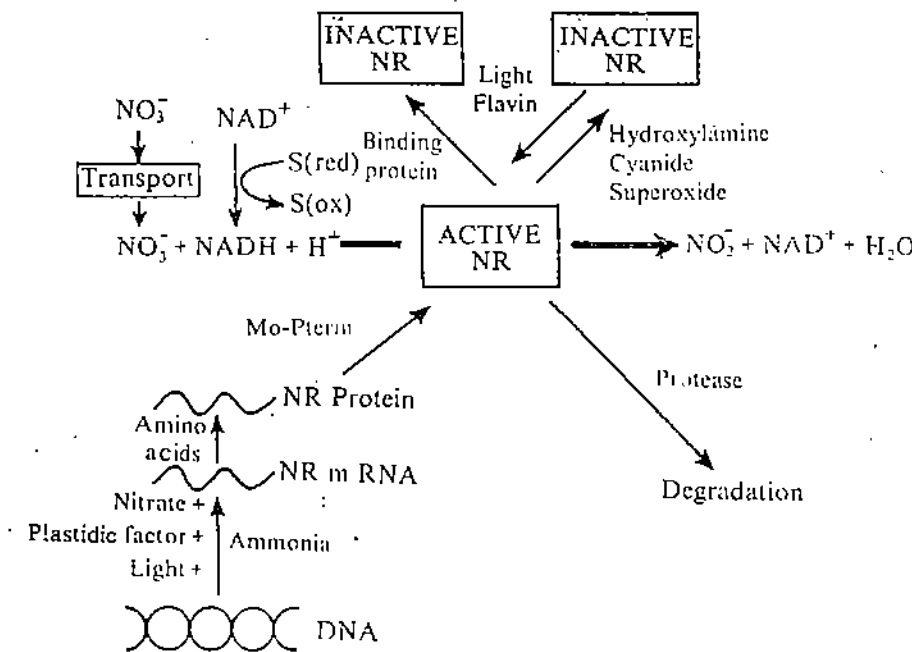 INACTIVE
NR
INACTIVE
NR
Light
Flavin
NO₃⁻
NAD⁺
Binding
protein
Hydroxylamine
Cyanide
Superoxide
Transport
S(red)
S(ox)
NO₃⁻ + NADH + H⁺
ACTIVE
NR
NO₂⁻ + NAD⁺ + H₂O
Mo-Pterm
Protease
NR Protein
Amino
acids
NR m RNA
Degradation
Nitrate +
Plastidic factor +
Ammonia
Light +
DNA